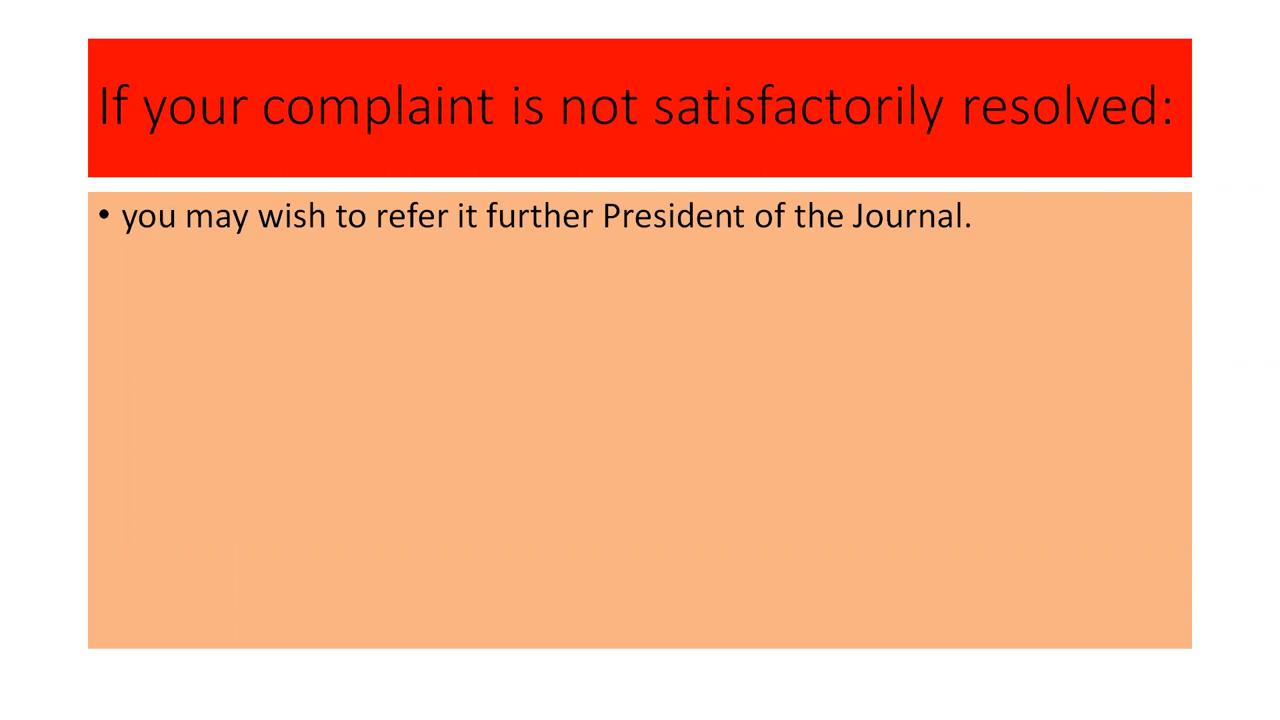 If your complaint is not satisfactorily resolved:
• you may wish to refer it further President of the Journal.